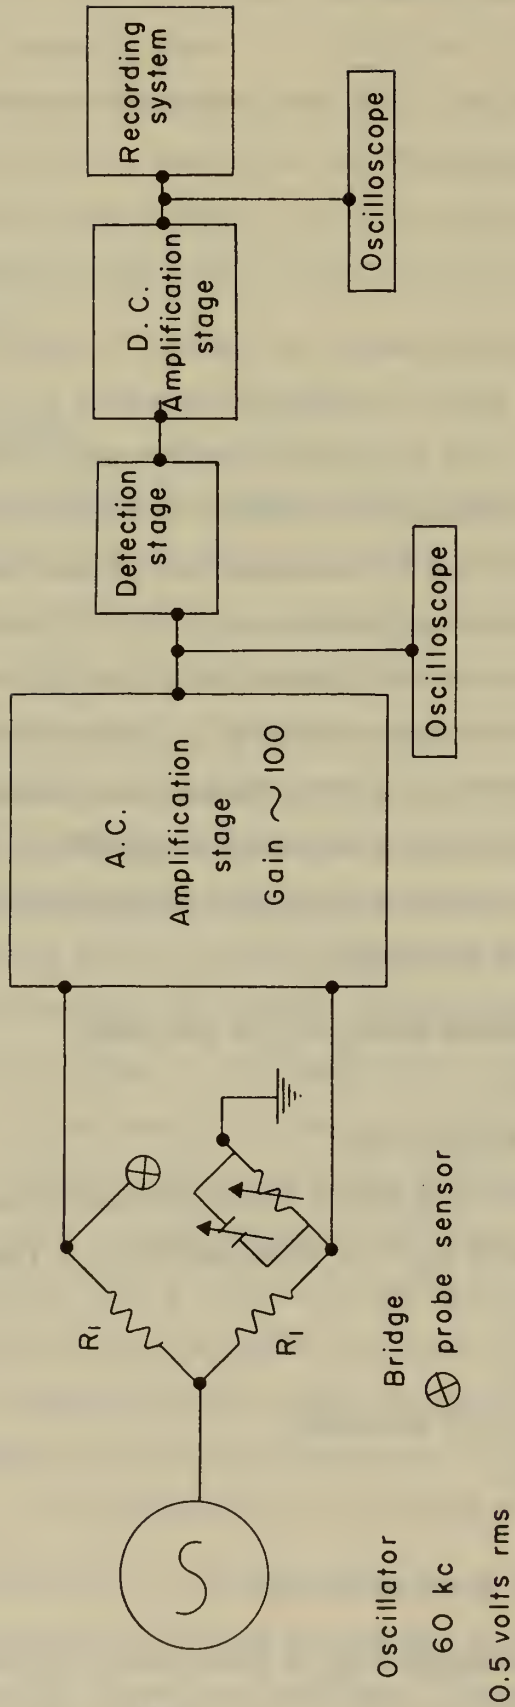 Oscillator
60 kc
0.5 volts rms
R1
R1
Bridge
probe sensor
A.C.
Amplification
stage
Gain ~ 100
Oscilloscope
Detection
stage
D. C.
Amplification
stage
Oscilloscope
Recording
system